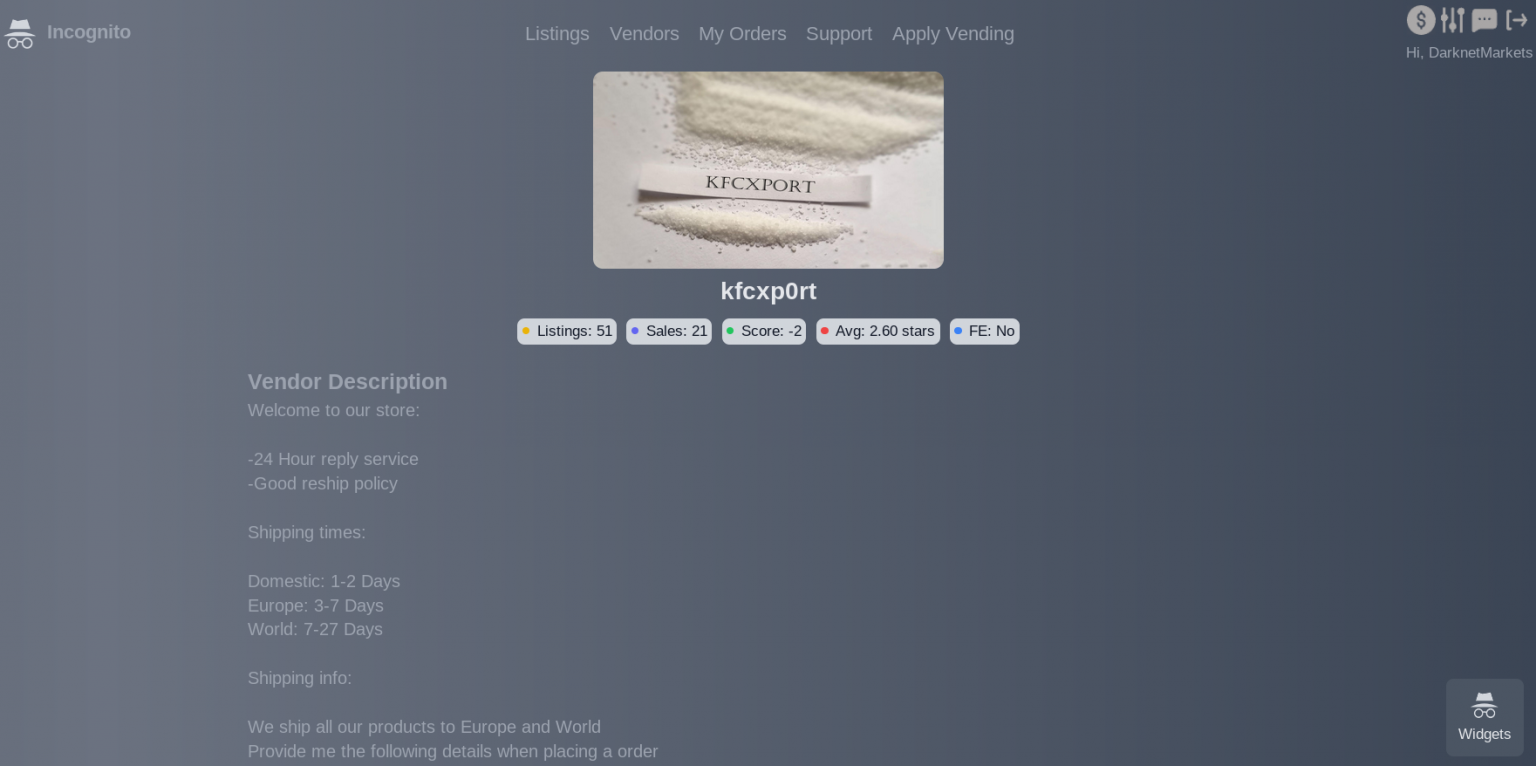 Incognito
Listings Vendors My Orders Support Apply Vending
Hi, DarknetMarkets
KFCXPORT
kfcxp0rt
Listings: 51 Sales: 21 Score: -2 Avg: 2.60 stars FE: No
Vendor Description
Welcome to our store:
-24 Hour reply service
-Good reship policy
Shipping times:
Domestic: 1-2 Days
Europe: 3-7 Days
World: 7-27 Days
Shipping info:
We ship all our products to Europe and World
Provide me the following details when placing a order
Widgets